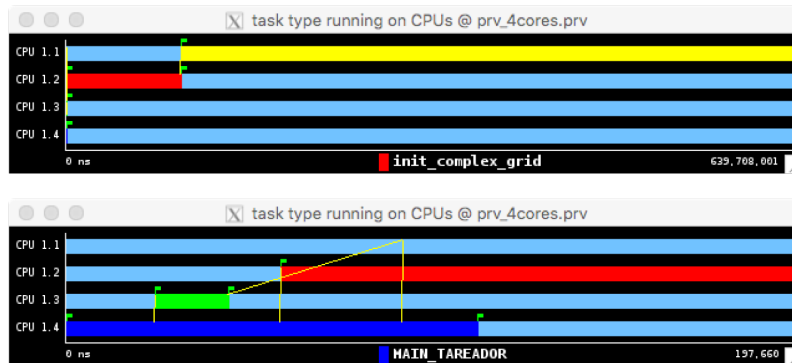 task type running on CPUs @ prv_4cores.prv
CPU 1.1
CPU 1.2
CPU 1.3
CPU 1.4
0 ns init_complex_grid 639,708,001
task type running on CPUs @ prv_4cores.prv
CPU 1.1
CPU 1.2
CPU 1.3
CPU 1.4
0 ns MAIN_TAREADOR 197,660